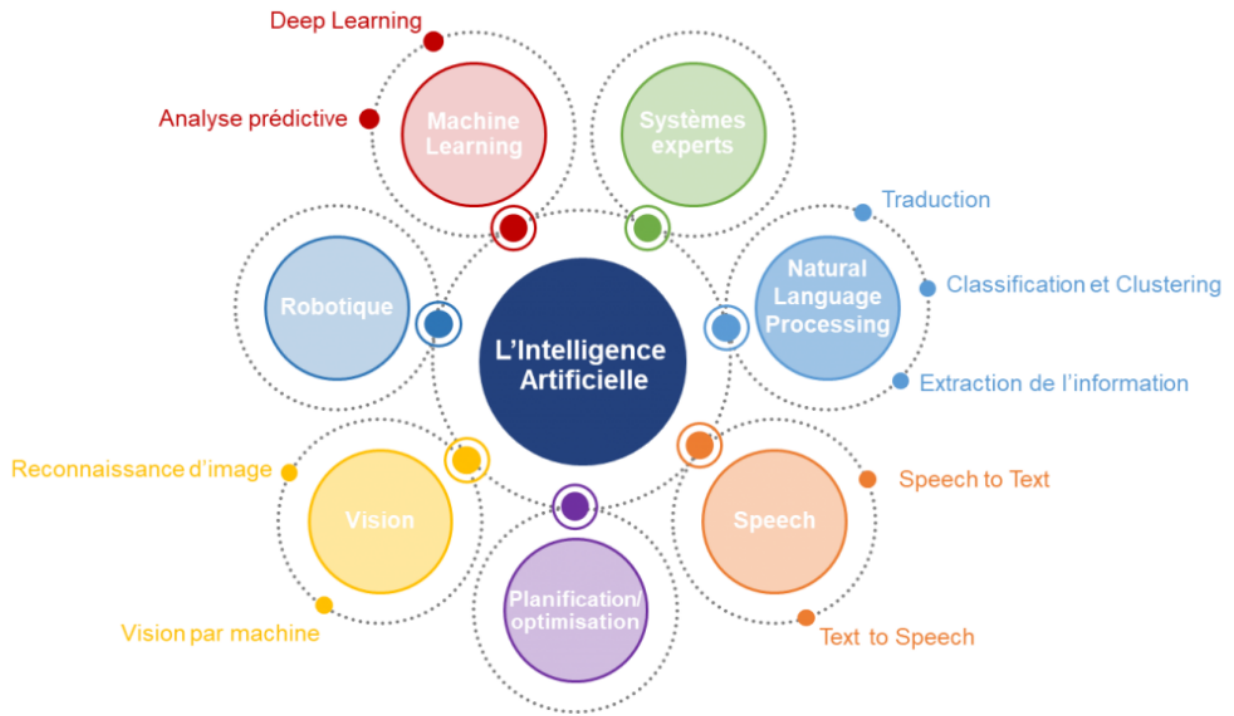 Deep Learning
Analyse prédictive
Machine
Learning
Systèmes
experts
Traduction
Natural
Language
Processing
Classification et Clustering
Extraction de l'information
Robotique
L'Intelligence
Artificielle
Reconnaissance d'image
Vision
Vision par machine
Speech
Speech to Text
Text to Speech
Planification/
optimisation